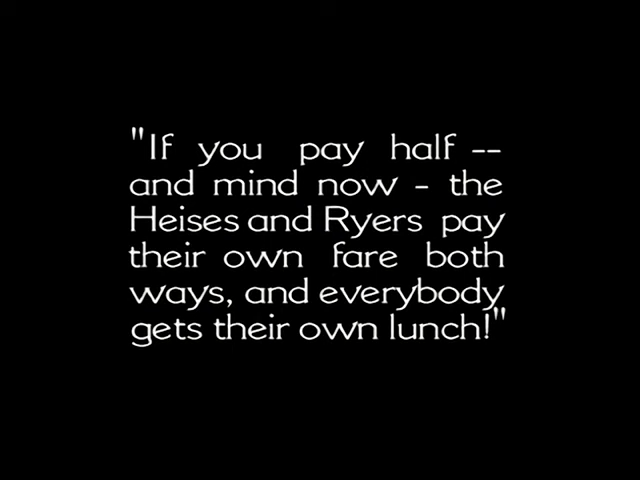 "If you pay half --
and mind now - the
Heises and Ryers pay
their own fare both
ways, and everybody
gets their own lunch!"